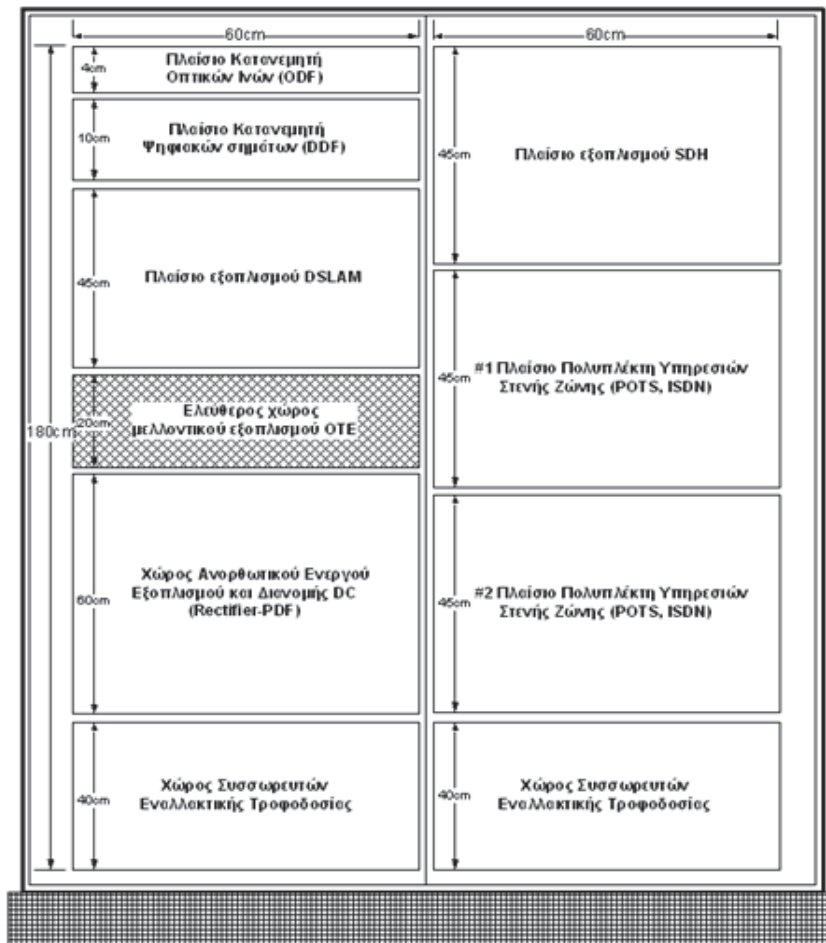 60cm
60cm
180cm
4cm
Πλαίσιο Κατανεμητή
Οπτικών Ινών (ODF)
10cm
Πλαίσιο Κατανεμητή
Ψηφιακών σημάτων (DDF)
45cm
Πλαίσιο εξοπλισμού DSLAM
20cm
Ελεύθερος χώρος
μελλοντικού εξοπλισμού ΟΤΕ
60cm
Χώρος Ανορθωτικού Ενεργού
Εξοπλισμού και Διανομής DC
(Rectifier-PDF)
40cm
Χώρος Συσσωρευτών
Εναλλακτικής Τροφοδοσίας
45cm
Πλαίσιο εξοπλισμού SDH
45cm
#1 Πλαίσιο Πολυπλέκτη Υπηρεσιών
Στενής Ζώνης (POTS, ISDN)
45cm
#2 Πλαίσιο Πολυπλέκτη Υπηρεσιών
Στενής Ζώνης (POTS, ISDN)
40cm
Χώρος Συσσωρευτών
Εναλλακτικής Τροφοδοσίας